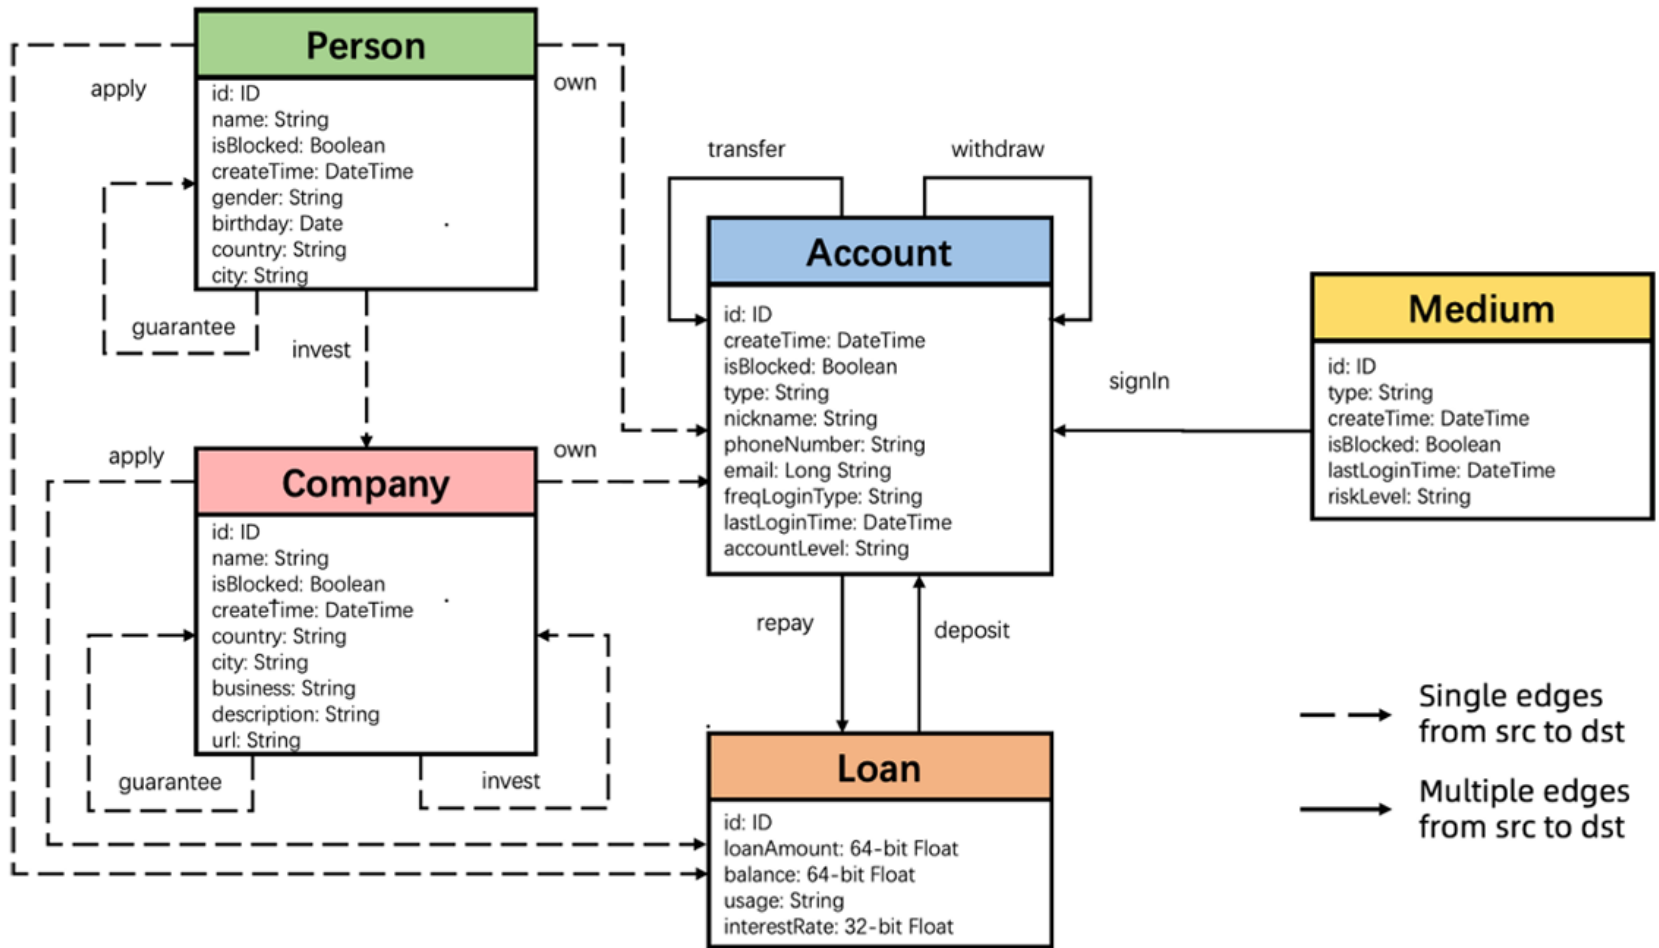 Person
apply
own
id: ID
name: String
isBlocked: Boolean
createTime: DateTime
gender: String
birthday: Date
country: String
city: String
guarantee
invest
transfer
withdraw
Account
id: ID
createTime: DateTime
isBlocked: Boolean
type: String
nickname: String
phoneNumber: String
email: Long String
freqLoginType: String
lastLoginTime: DateTime
accountLevel: String
signIn
Medium
id: ID
type: String
createTime: DateTime
isBlocked: Boolean
lastLoginTime: DateTime
riskLevel: String
apply
own
Company
id: ID
name: String
isBlocked: Boolean
createTime: DateTime
country: String
city: String
business: String
description: String
url: String
guarantee
invest
repay
deposit
Loan
id: ID
loanAmount: 64-bit Float
balance: 64-bit Float
usage: String
interestRate: 32-bit Float
Single edges
from src to dst
Multiple edges
from src to dst